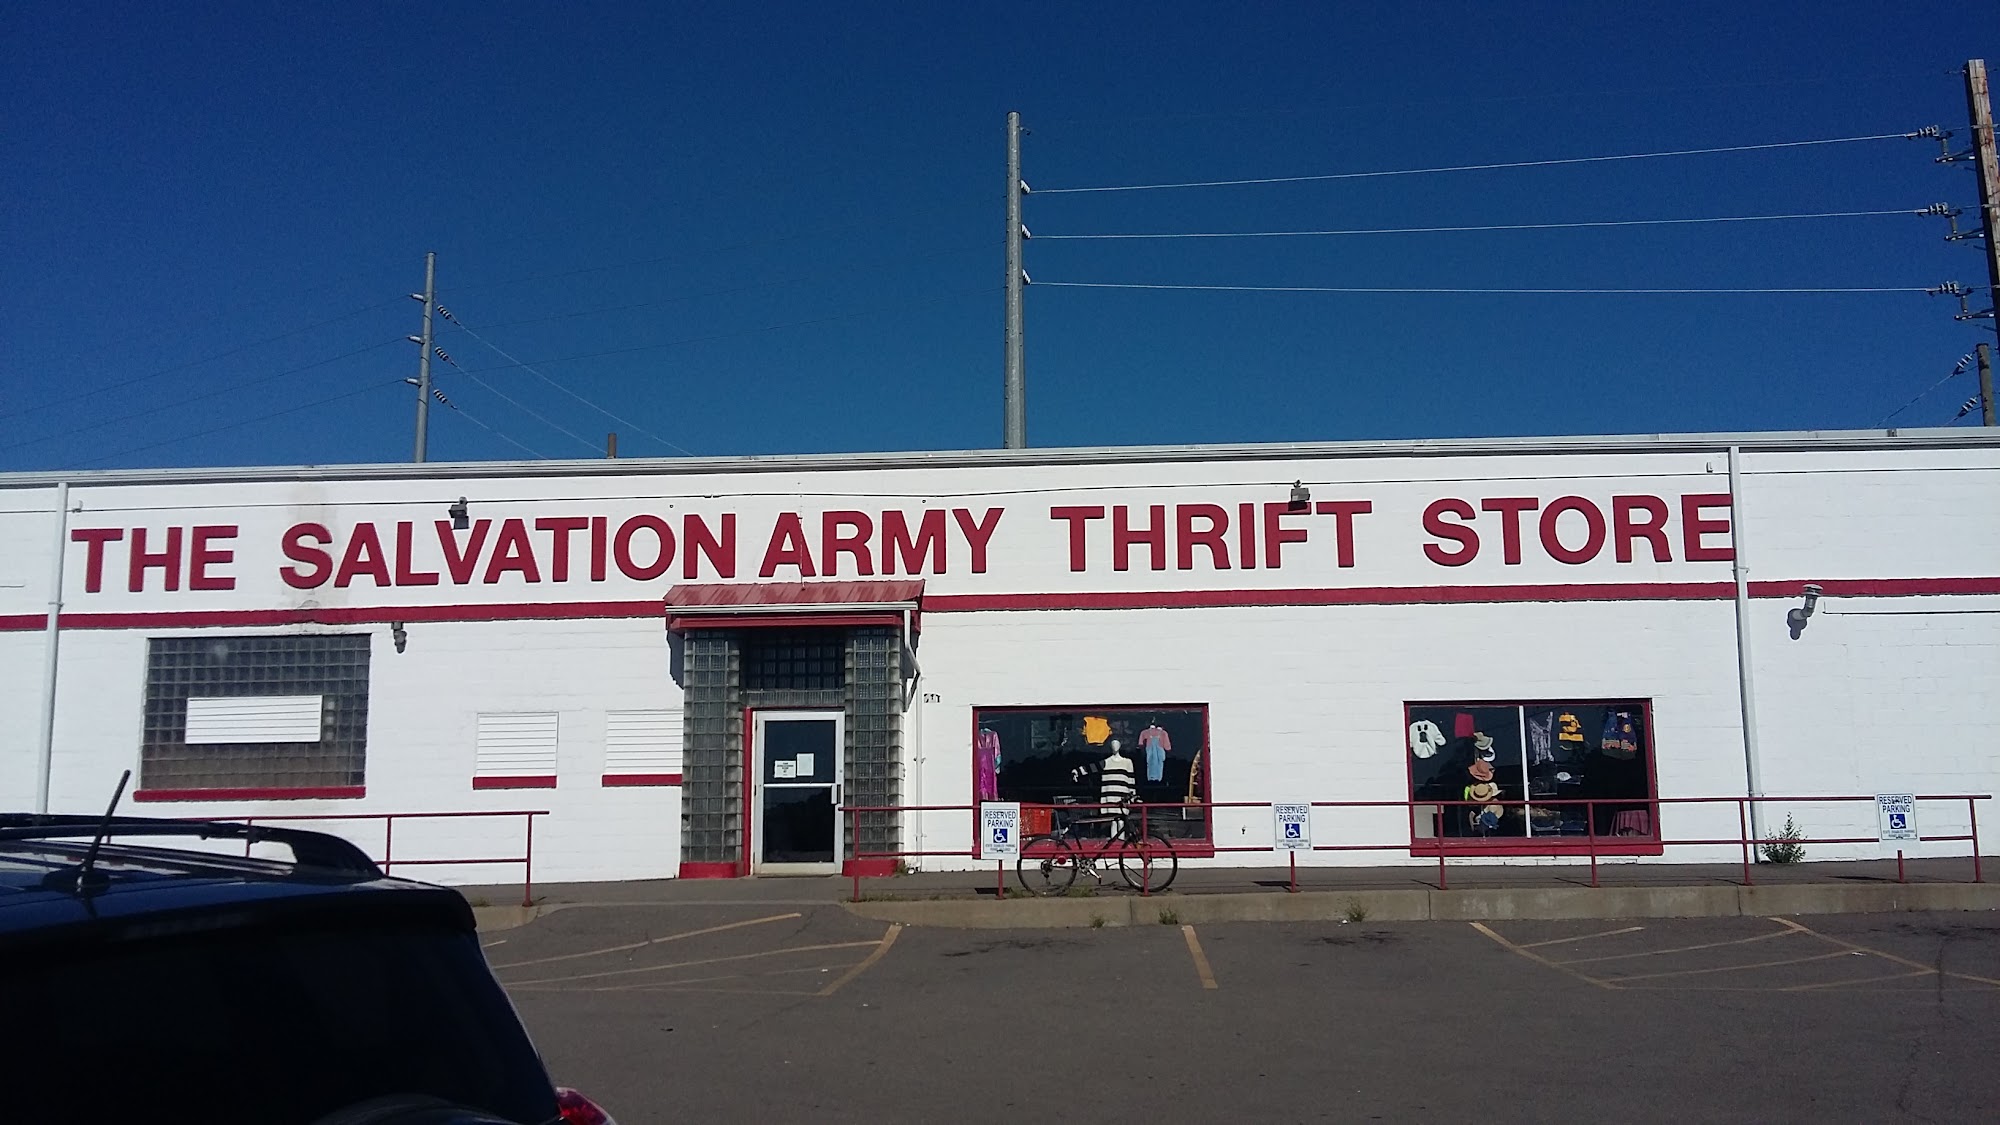 THE SALVATION ARMY THRIFT STORE
RESERVED
PARKING
RESERVED
PARKING
RESERVED
PARKING